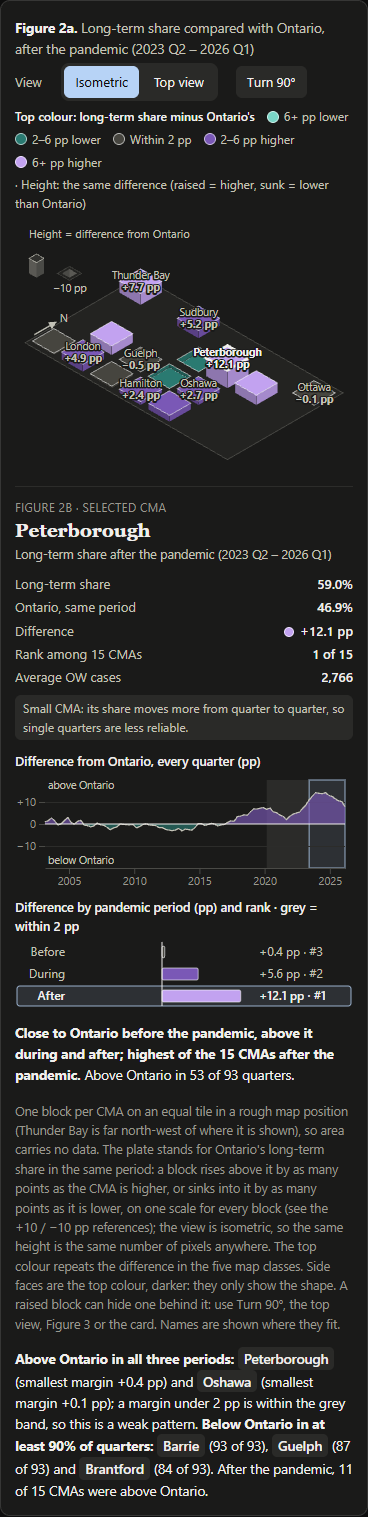 Figure 2a. Long-term share compared with Ontario,
after the pandemic (2023 Q2 – 2026 Q1)
View Isometric Top view Turn 90°
Top colour: long-term share minus Ontario's 6+ pp lower
2–6 pp lower Within 2 pp 2–6 pp higher
6+ pp higher
· Height: the same difference (raised = higher, sunk = lower
than Ontario)
Height = difference from Ontario
−10 pp
Thunder Bay
+7.7 pp
Sudbury
+5.2 pp
N
London
+4.9 pp
Guelph
−0.5 pp
Peterborough
+12.1 pp
Hamilton
+2.4 pp
Oshawa
+2.7 pp
Ottawa
−0.1 pp
FIGURE 2B · SELECTED CMA
Peterborough
Long-term share after the pandemic (2023 Q2 – 2026 Q1)
Long-term share 59.0%
Ontario, same period 46.9%
Difference +12.1 pp
Rank among 15 CMAs 1 of 15
Average OW cases 2,766
Small CMA: its share moves more from quarter to quarter, so
single quarters are less reliable.
Difference from Ontario, every quarter (pp)
above Ontario
+10
0
−10
below Ontario
2005 2010 2015 2020 2025
Difference by pandemic period (pp) and rank · grey =
within 2 pp
Before +0.4 pp · #3
During +5.6 pp · #2
After +12.1 pp · #1
Close to Ontario before the pandemic, above it
during and after; highest of the 15 CMAs after the
pandemic. Above Ontario in 53 of 93 quarters.
One block per CMA on an equal tile in a rough map position
(Thunder Bay is far north-west of where it is shown), so area
carries no data. The plate stands for Ontario's long-term
share in the same period: a block rises above it by as many
points as the CMA is higher, or sinks into it by as many
points as it is lower, on one scale for every block (see the
+10 / −10 pp references); the view is isometric, so the same
height is the same number of pixels anywhere. The top
colour repeats the difference in the five map classes. Side
faces are the top colour, darker: they only show the shape. A
raised block can hide one behind it: use Turn 90°, the top
view, Figure 3 or the card. Names are shown where they fit.
Above Ontario in all three periods: Peterborough
(smallest margin +0.4 pp) and Oshawa (smallest
margin +0.1 pp); a margin under 2 pp is within the grey
band, so this is a weak pattern. Below Ontario in at
least 90% of quarters: Barrie (93 of 93), Guelph (87
of 93) and Brantford (84 of 93). After the pandemic, 11
of 15 CMAs were above Ontario.